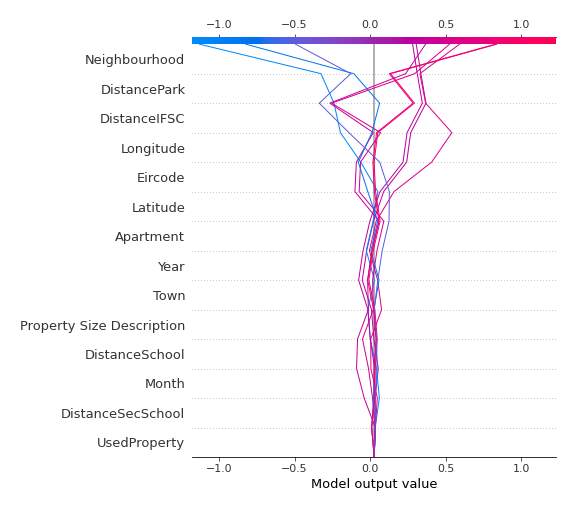 −1.0 −0.5 0.0 0.5 1.0
Neighbourhood
DistancePark
DistanceIFSC
Longitude
Eircode
Latitude
Apartment
Year
Town
Property Size Description
DistanceSchool
Month
DistanceSecSchool
UsedProperty
−1.0 −0.5 0.0 0.5 1.0
Model output value